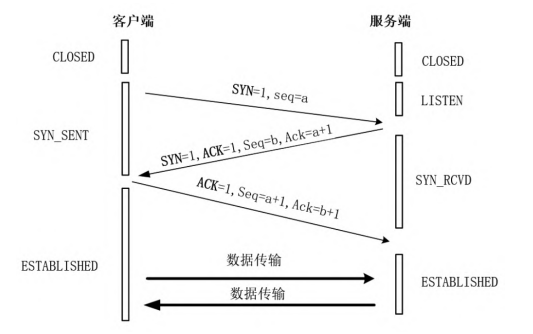 客户端
服务端
CLOSED
CLOSED
SYN=1,seq=a
LISTEN
SYN_SENT
SYN=1,ACK=1,Seq=b,Ack=a+1
SYN_RCVD
ACK=1,Seq=a+1,Ack=b+1
ESTABLISHED
数据传输
ESTABLISHED
数据传输